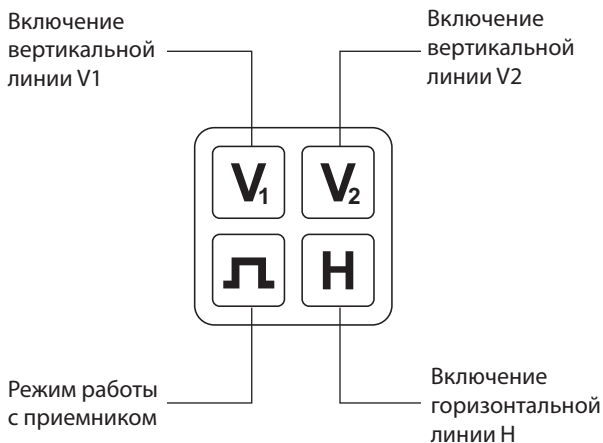 Включение
вертикальной
линии V1
Включение
вертикальной
линии V2
V1
V2
H
Режим работы
с приемником
Включение
горизонтальной
линии H